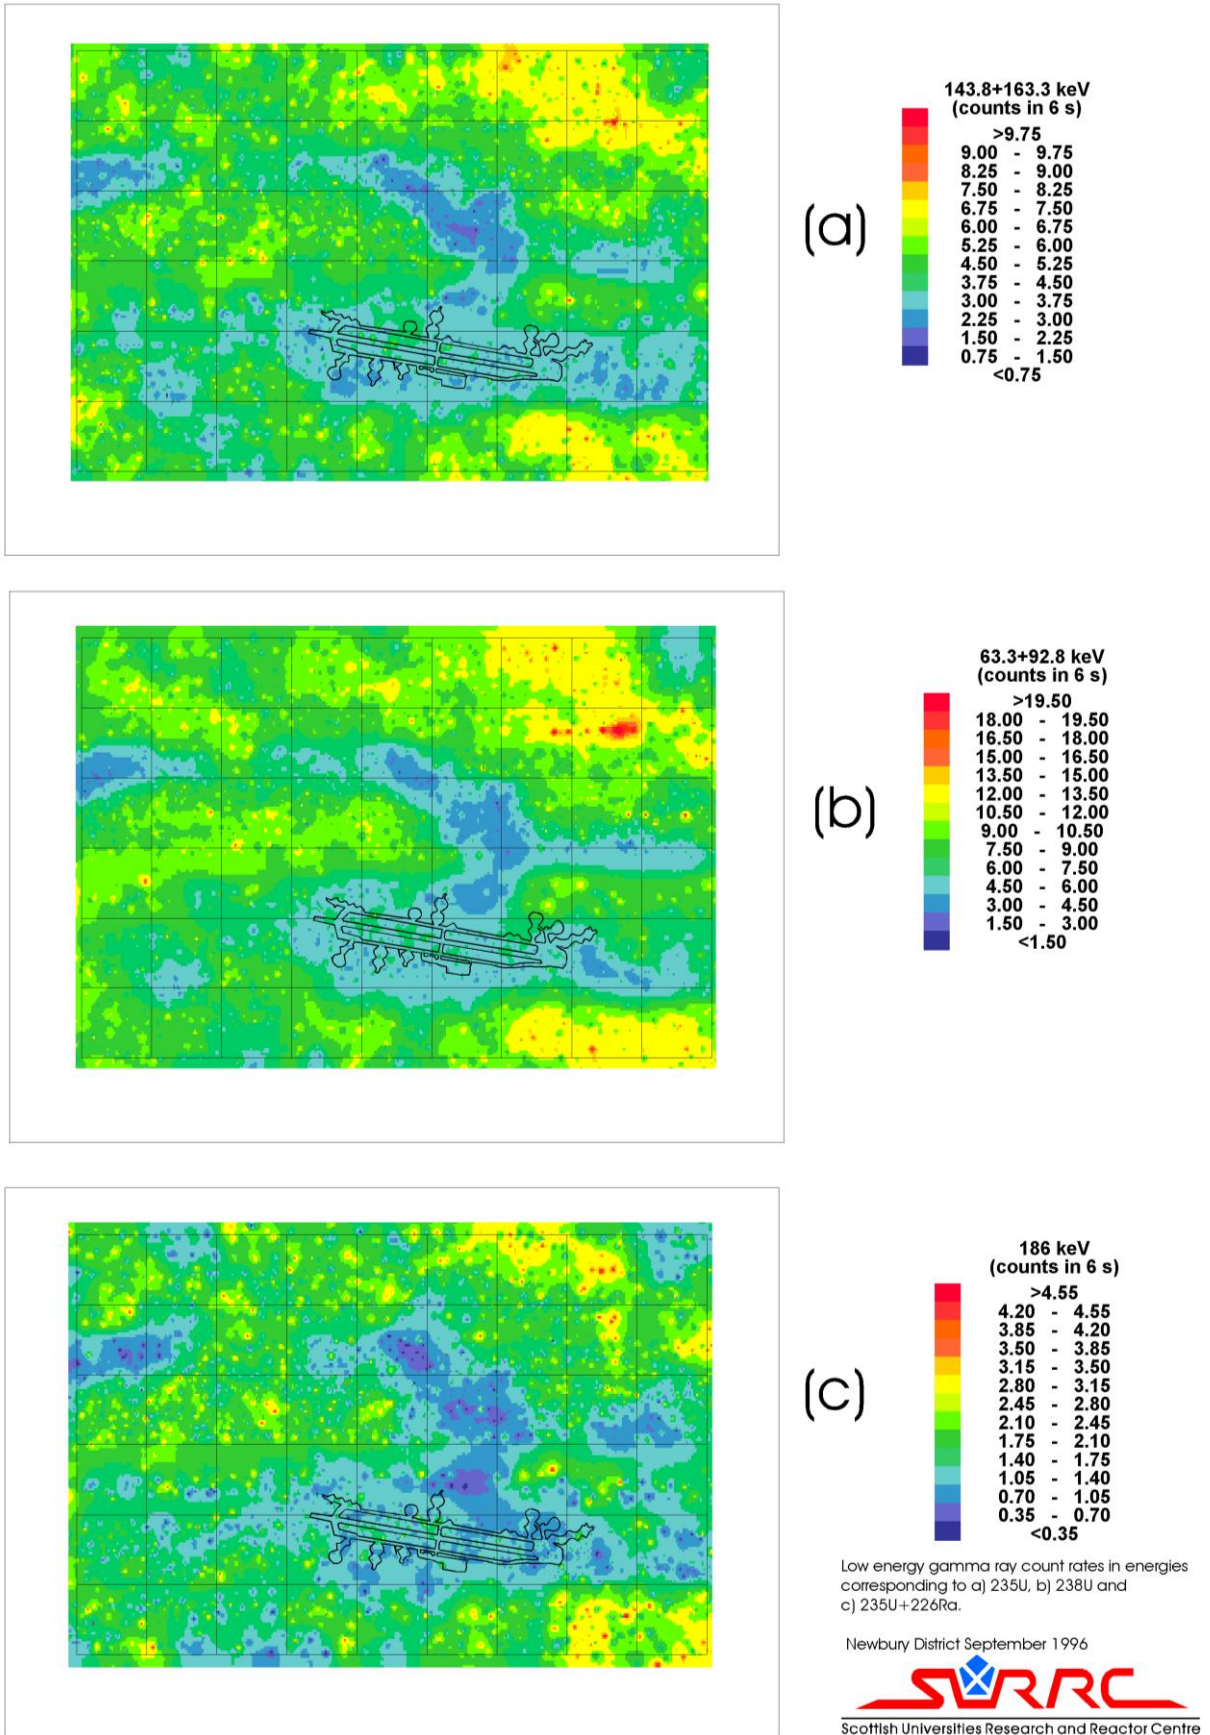 143.8+163.3 keV
(counts in 6 s)
>9.75
9.00 - 9.75
8.25 - 9.00
7.50 - 8.25
6.75 - 7.50
6.00 - 6.75
5.25 - 6.00
4.50 - 5.25
3.75 - 4.50
3.00 - 3.75
2.25 - 3.00
1.50 - 2.25
0.75 - 1.50
<0.75
(a)
63.3+92.8 keV
(counts in 6 s)
>19.50
18.00 - 19.50
16.50 - 18.00
15.00 - 16.50
13.50 - 15.00
12.00 - 13.50
10.50 - 12.00
9.00 - 10.50
7.50 - 9.00
6.00 - 7.50
4.50 - 6.00
3.00 - 4.50
1.50 - 3.00
<1.50
(b)
186 keV
(counts in 6 s)
>4.55
4.20 - 4.55
3.85 - 4.20
3.50 - 3.85
3.15 - 3.50
2.80 - 3.15
2.45 - 2.80
2.10 - 2.45
1.75 - 2.10
1.40 - 1.75
1.05 - 1.40
0.70 - 1.05
0.35 - 0.70
<0.35
(c)
Low energy gamma ray count rates in energies
corresponding to a) 235U, b) 238U and
c) 235U+226Ra.
Newbury District September 1996
SURRC
Scottish Universities Research and Reactor Centre